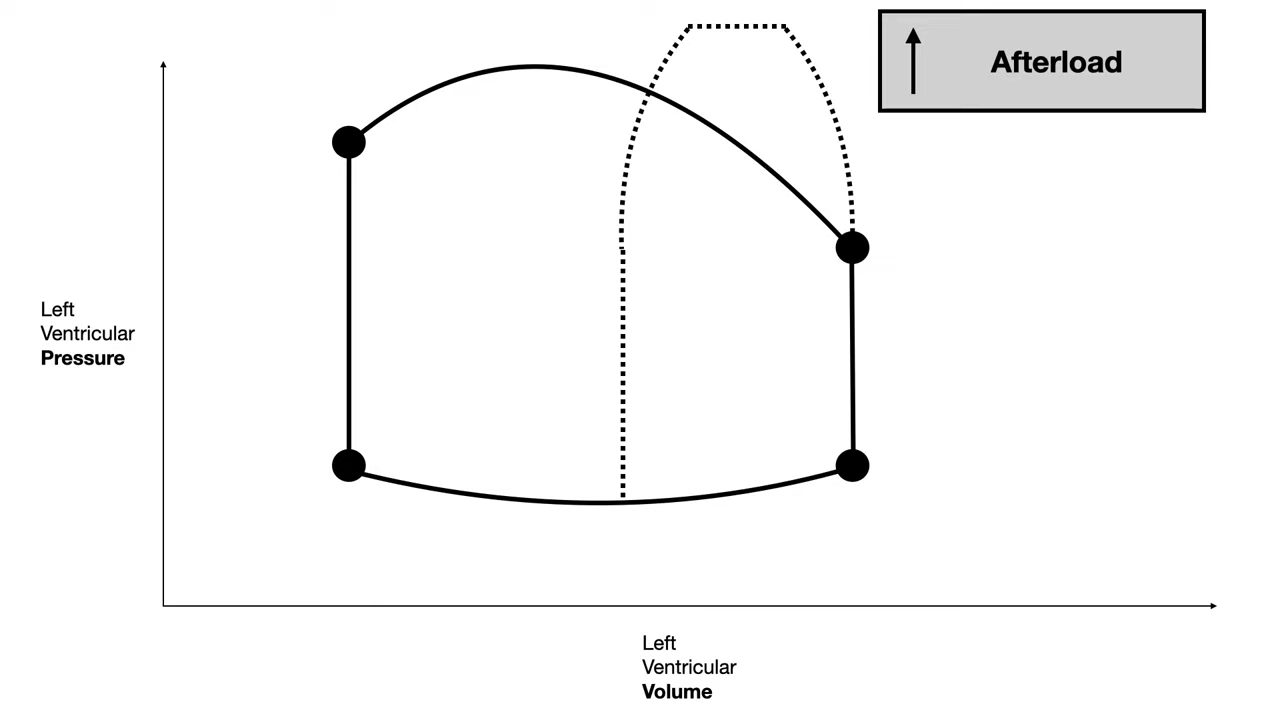 Afterload
Left
Ventricular
Pressure
Left
Ventricular
Volume